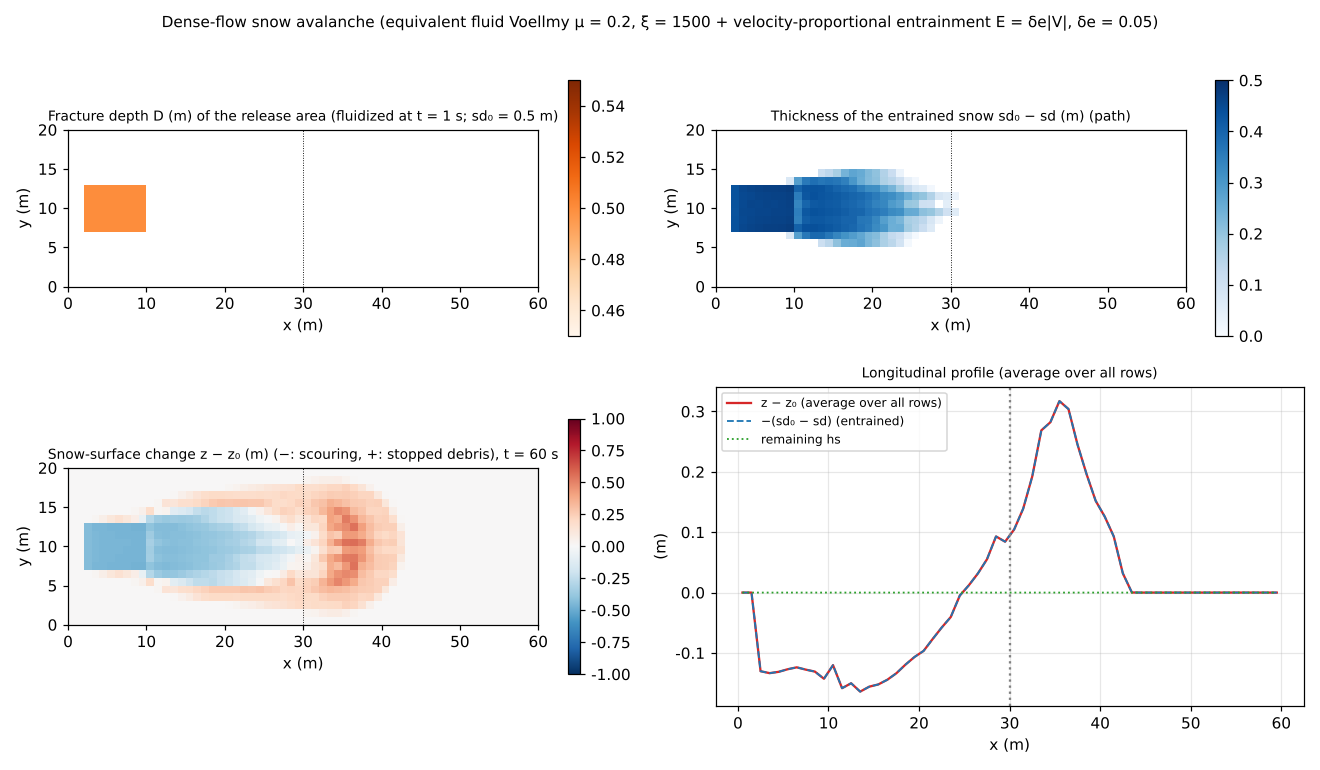 Dense-flow snow avalanche (equivalent fluid Voellmy μ = 0.2, ξ = 1500 + velocity-proportional entrainment E = δe|V|, δe = 0.05)
Fracture depth D (m) of the release area (fluidized at t = 1 s; sd₀ = 0.5 m)
20
15
10
5
0
y (m)
0 10 20 30 40 50 60
x (m)
0.54
0.52
0.50
0.48
0.46
Thickness of the entrained snow sd₀ − sd (m) (path)
20
15
10
5
0
y (m)
0 10 20 30 40 50 60
x (m)
0.5
0.4
0.3
0.2
0.1
0.0
Snow-surface change z − z₀ (m) (−: scouring, +: stopped debris), t = 60 s
20
15
10
5
0
y (m)
0 10 20 30 40 50 60
x (m)
1.00
0.75
0.50
0.25
0.00
-0.25
-0.50
-0.75
-1.00
Longitudinal profile (average over all rows)
z − z₀ (average over all rows)
−(sd₀ − sd) (entrained)
remaining hs
0.3
0.2
0.1
0.0
-0.1
(m)
0 10 20 30 40 50 60
x (m)